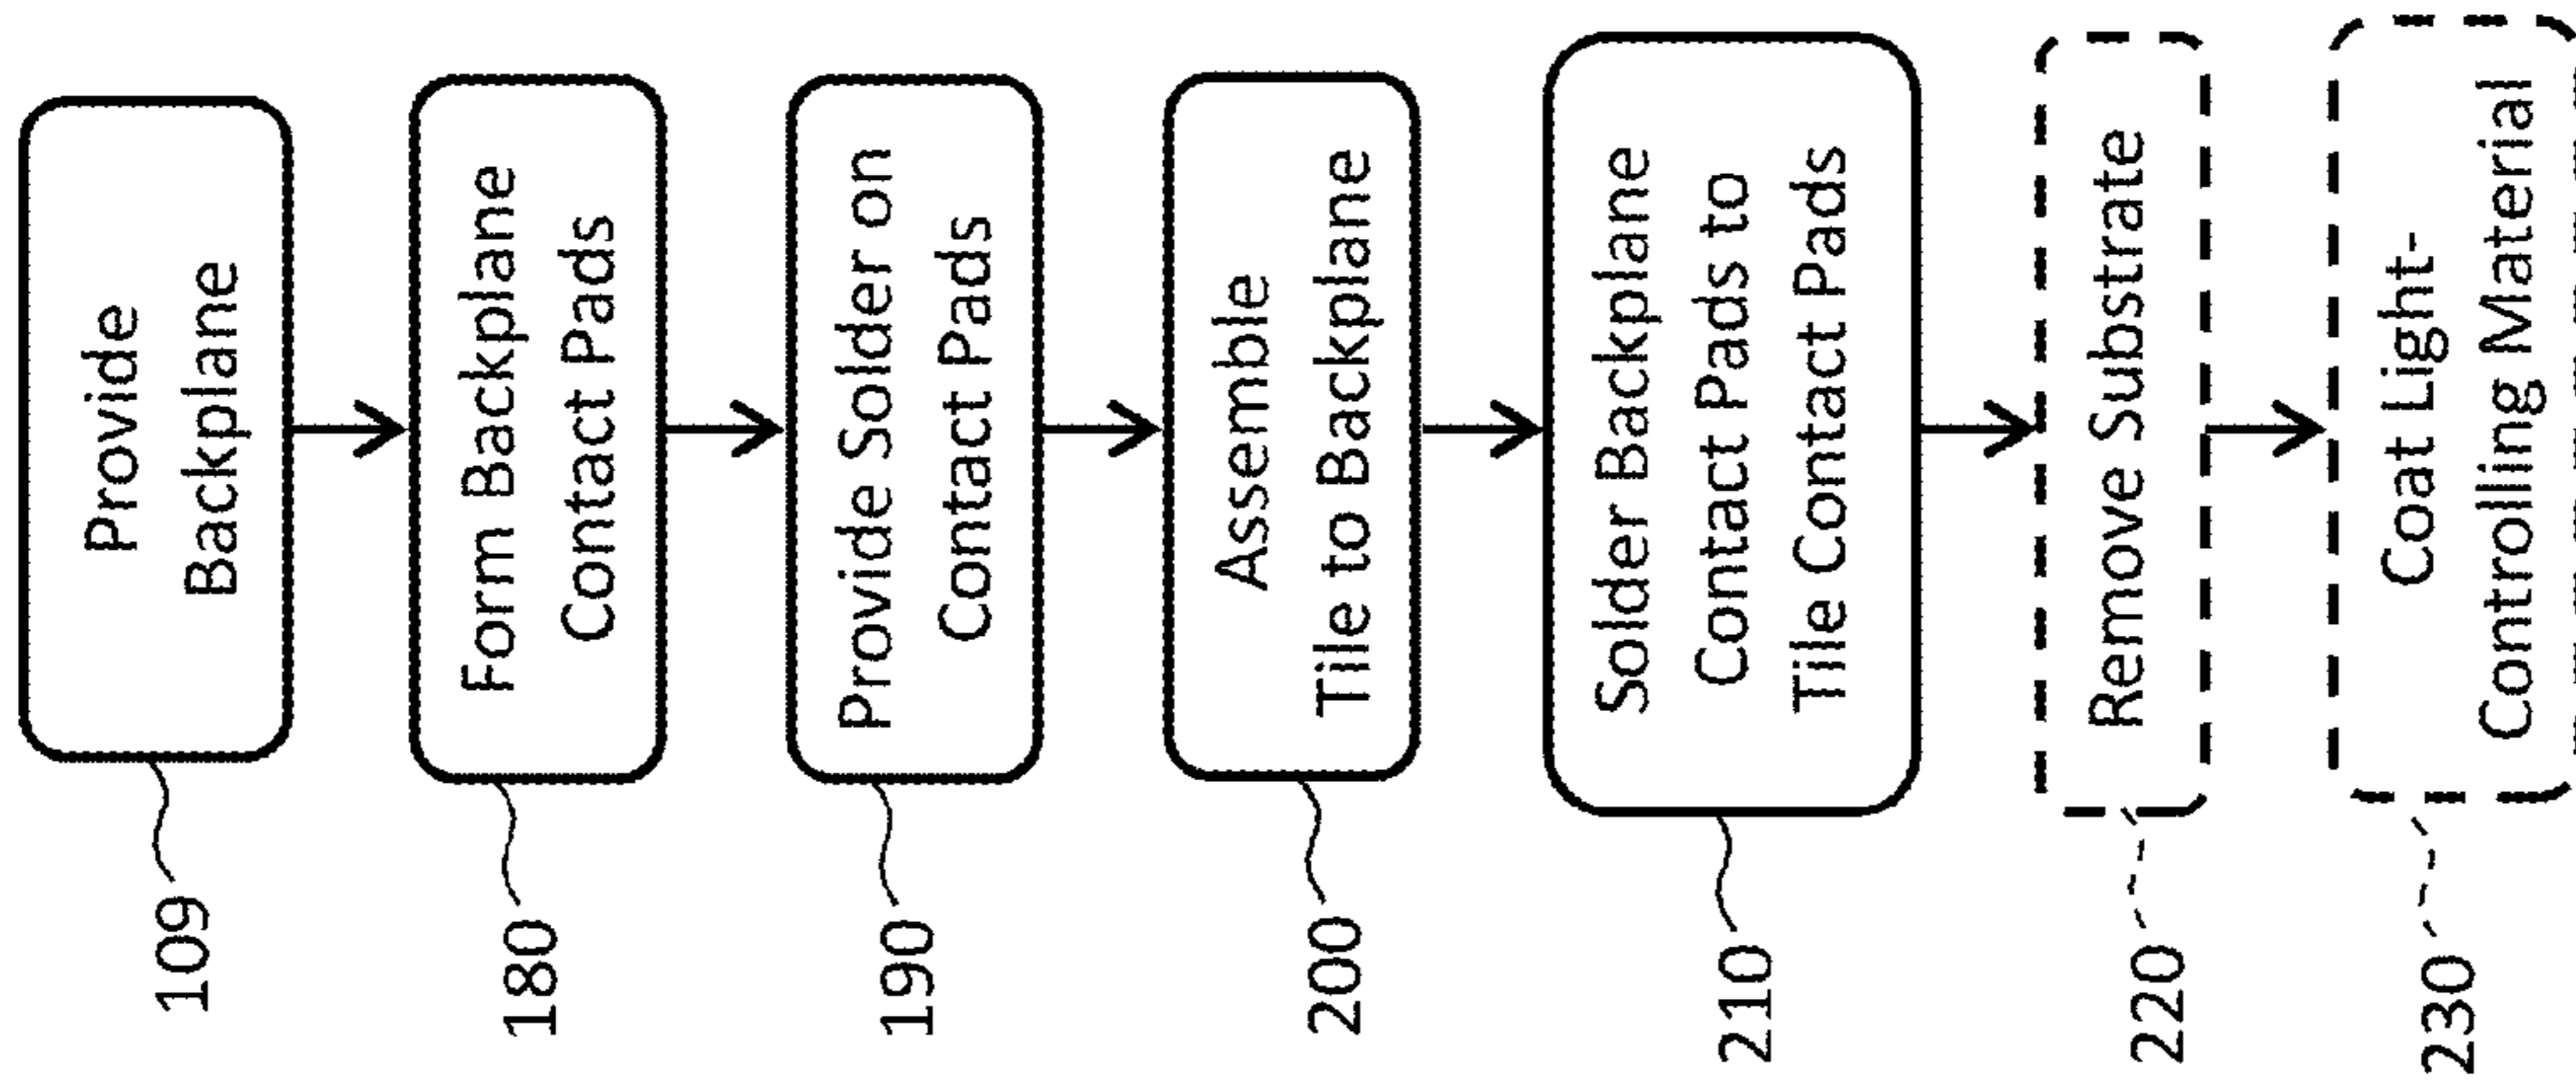 109
Provide
Backplane
180
Form Backplane
Contact Pads
190
Provide Solder on
Contact Pads
200
Assemble
Tile to Backplane
210
Solder Backplane
Contact Pads to
Tile Contact Pads
220
Remove Substrate
230
Coat Light-
Controlling Material